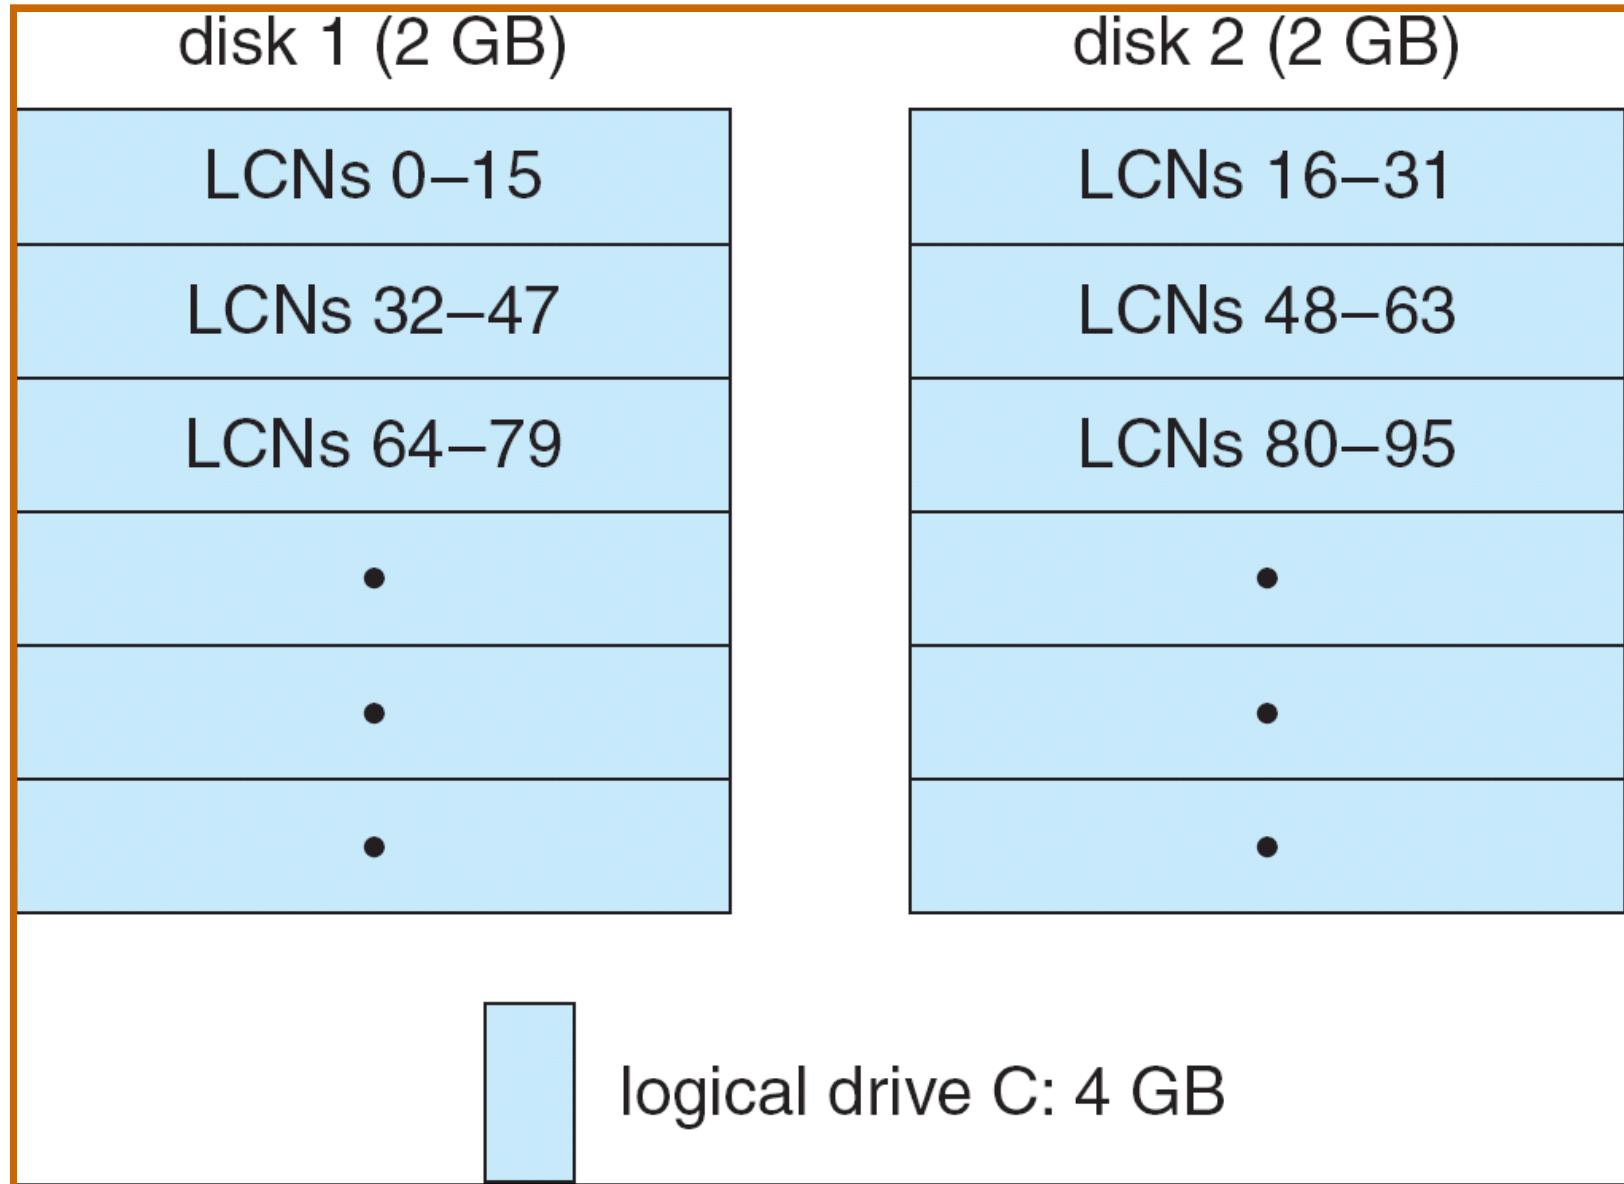 disk 1 (2 GB)
disk 2 (2 GB)
LCNs 0–15
LCNs 16–31
LCNs 32–47
LCNs 48–63
LCNs 64–79
LCNs 80–95
logical drive C: 4 GB